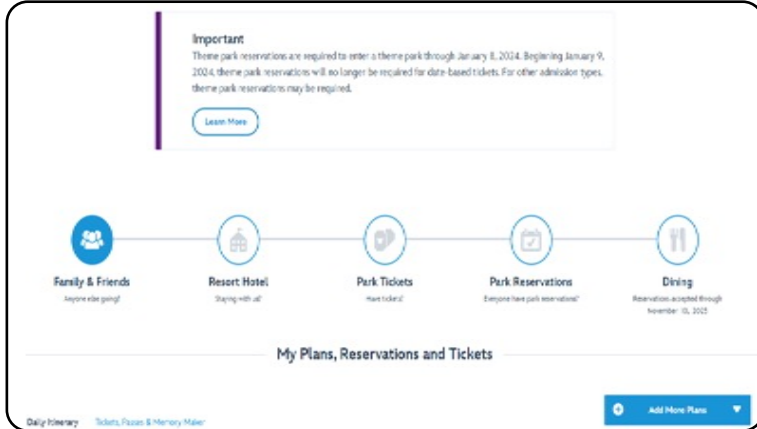 Important
Theme park reservations are required to enter a theme park through January 8, 2024. Beginning January 9,
2024, theme park reservations will no longer be required for date-based tickets. For other admission types,
theme park reservations may be required.
Learn More
Family & Friends
Anyone else going?
Resort Hotel
Staying with us?
Park Tickets
Have tickets?
Park Reservations
Everyone have park reservations?
Dining
Reservations accepted through
November 2023
My Plans, Reservations and Tickets
Add More Plans
Daily Itinerary
Tickets, Passes & Memory Maker